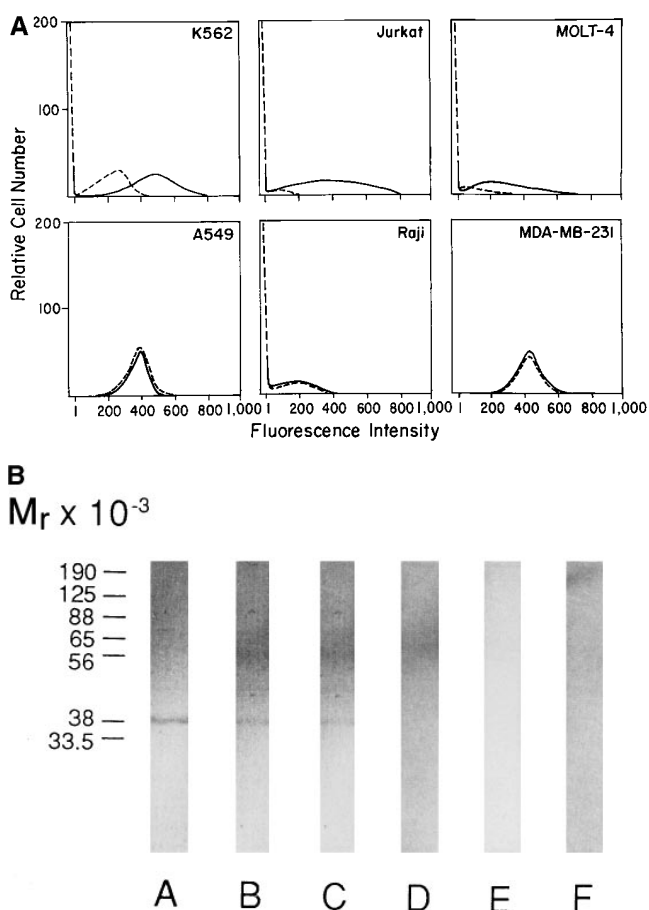 A
K562
Jurkat
MOLT-4
200
100
Relative Cell Number
A549
Raji
MDA-MB-231
200
100
1 200 400 600 800 1,000
1 200 400 600 800 1,000
1 200 400 600 800 1,000
Fluorescence Intensity
B
Mr x 10-3
190
125
88
65
56
38
33.5
A B C D E F